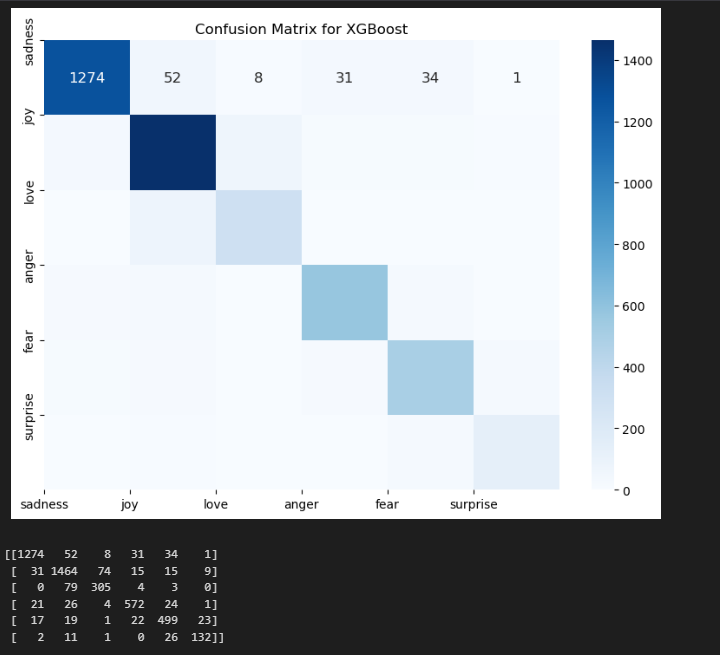 Confusion Matrix for XGBoost
sadness
1274 52 8 31 34 1
joy
love
anger
fear
surprise
sadness joy love anger fear surprise
1400
1200
1000
800
600
400
200
0
[[1274 52 8 31 34 1]
[ 31 1464 74 15 15 9]
[ 0 79 305 4 3 0]
[ 21 26 4 572 24 1]
[ 17 19 1 22 499 23]
[ 2 11 1 0 26 132]]